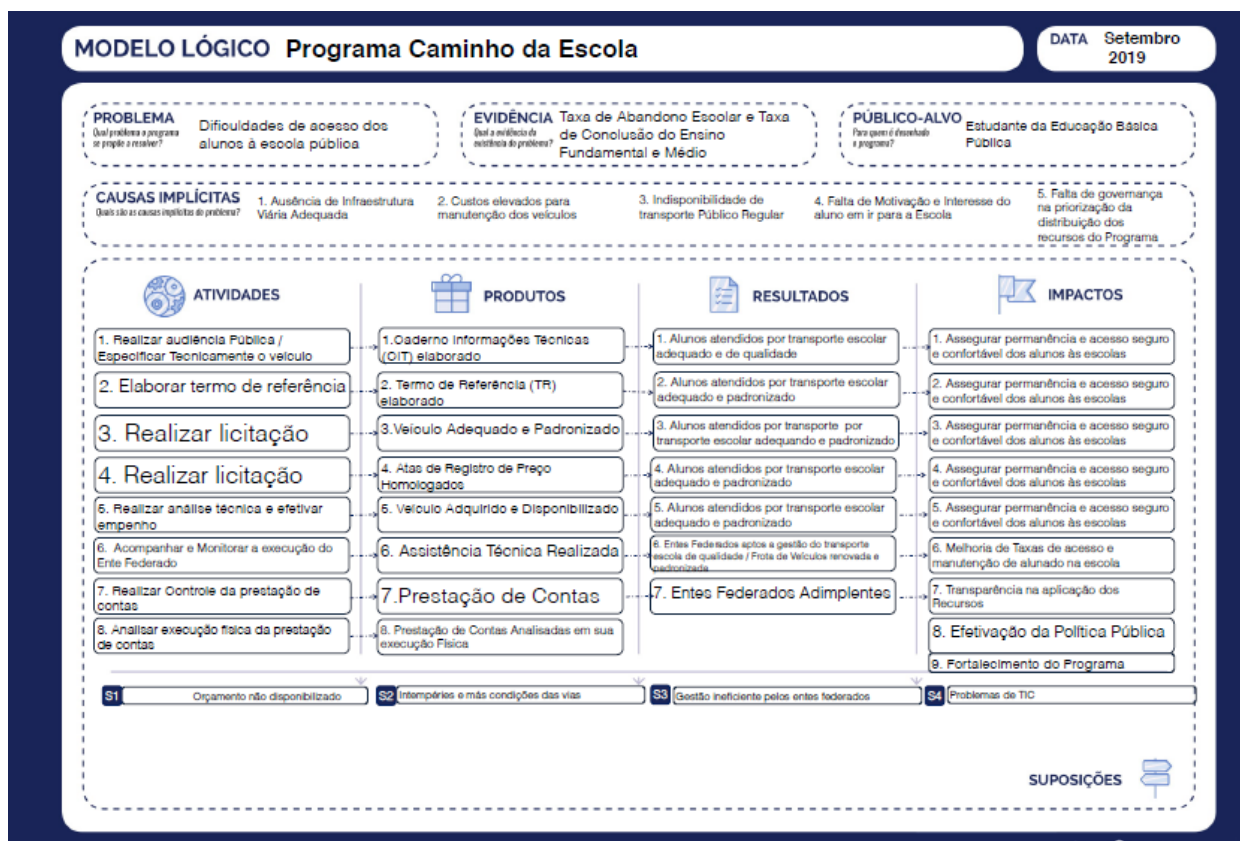 MODELO LÓGICO Programa Caminho da Escola
DATA Setembro
2019
PROBLEMA
Qual problema o programa
se propõe a resolver?
Dificuldades de acesso dos
alunos à escola pública
EVIDÊNCIA
Qual a evidência da
existência do problema?
Taxa de Abandono Escolar e Taxa
de Conclusão do Ensino
Fundamental e Médio
PÚBLICO-ALVO
Para quem é desenhado
o programa?
Estudante da Educação Básica
Pública
CAUSAS IMPLÍCITAS
Quais são as causas implícitas do problema?
1. Ausência de Infraestrutura
Viária Adequada
2. Custos elevados para
manutenção dos veículos
3. Indisponibilidade de
transporte Público Regular
4. Falta de Motivação e Interesse do
aluno em ir para a Escola
5. Falta de governança
na priorização da
distribuição dos
recursos do Programa
ATIVIDADES
1. Realizar audiência Pública /
Especificar Tecnicamente o veículo
2. Elaborar termo de referência
3. Realizar licitação
4. Realizar licitação
5. Realizar análise técnica e efetivar
empenho
6. Acompanhar e Monitorar a execução do
Ente Federado
7. Realizar Controle da prestação de
contas
8. Analisar execução física da prestação
de contas
PRODUTOS
1.Caderno Informações Técnicas
(CIT) elaborado
2. Termo de Referência (TR)
elaborado
3.Veículo Adequado e Padronizado
4. Atas de Registro de Preço
Homologados
5. Veículo Adquirido e Disponibilizado
6. Assistência Técnica Realizada
7.Prestação de Contas
8. Prestação de Contas Analisadas em sua
execução Física
RESULTADOS
1. Alunos atendidos por transporte escolar
adequado e de qualidade
2. Alunos atendidos por transporte escolar
adequado e padronizado
3. Alunos atendidos por transporte por
transporte escolar adequando e padronizado
4. Alunos atendidos por transporte escolar
adequado e padronizado
5. Alunos atendidos por transporte escolar
adequado e padronizado
6. Entes Federados aptos a gestão do transporte
escola de qualidade / Frota de Veículos renovada e
padronizada
7. Entes Federados Adimplentes
IMPACTOS
1. Assegurar permanência e acesso seguro
e confortável dos alunos às escolas
2. Assegurar permanência e acesso seguro
e confortável dos alunos às escolas
3. Assegurar permanência e acesso seguro
e confortável dos alunos às escolas
4. Assegurar permanência e acesso seguro
e confortável dos alunos às escolas
5. Assegurar permanência e acesso seguro
e confortável dos alunos às escolas
6. Melhoria de Taxas de acesso e
manutenção de alunado na escola
7. Transparência na aplicação dos
Recursos
8. Efetivação da Política Pública
9. Fortalecimento do Programa
S1 Orçamento não disponibilizado
S2 Intempéries e más condições das vias
S3 Gestão ineficiente pelos entes federados
S4 Problemas de TIC
SUPOSIÇÕES